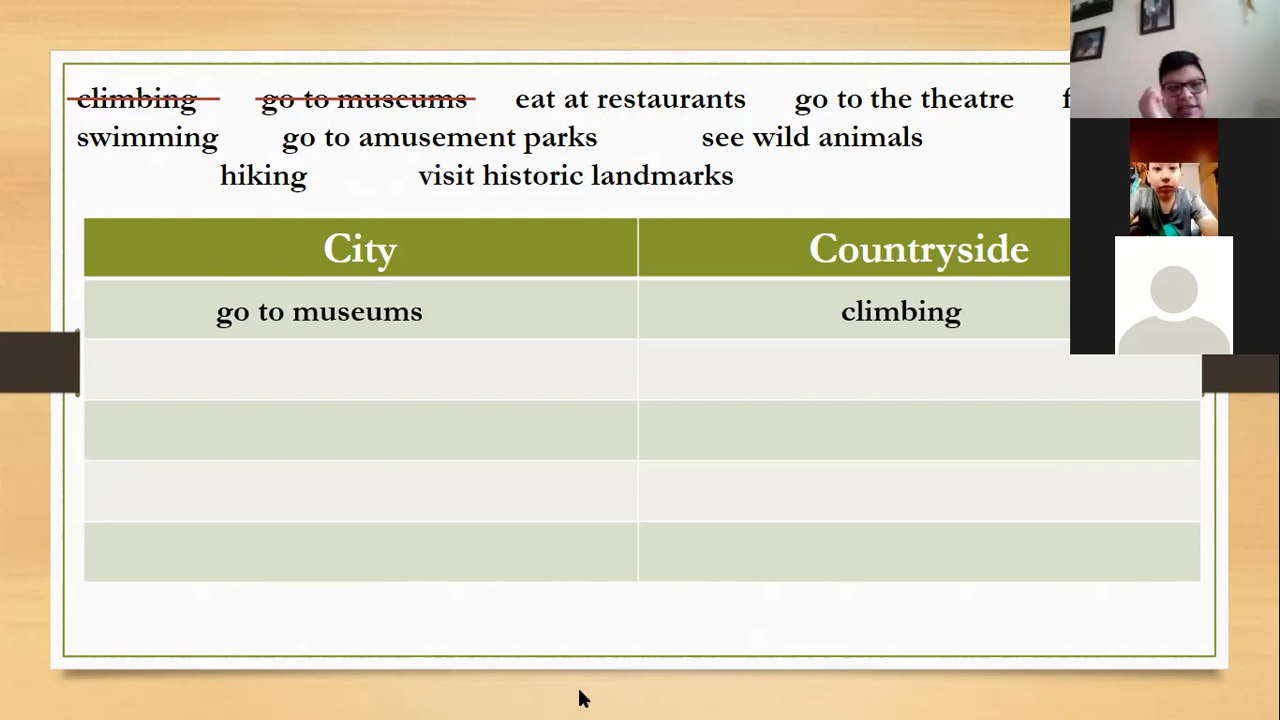 climbing go to museums eat at restaurants go to the theatre f
swimming go to amusement parks see wild animals
hiking visit historic landmarks
City Countryside
go to museums climbing